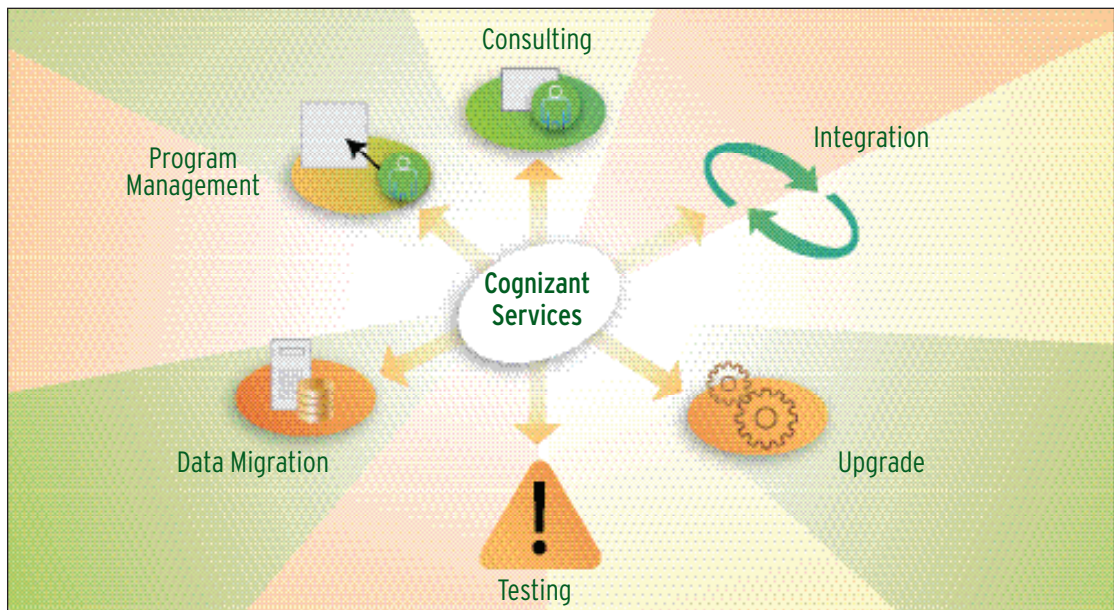 Consulting
Integration
Program
Management
Cognizant
Services
Data Migration
Upgrade
Testing